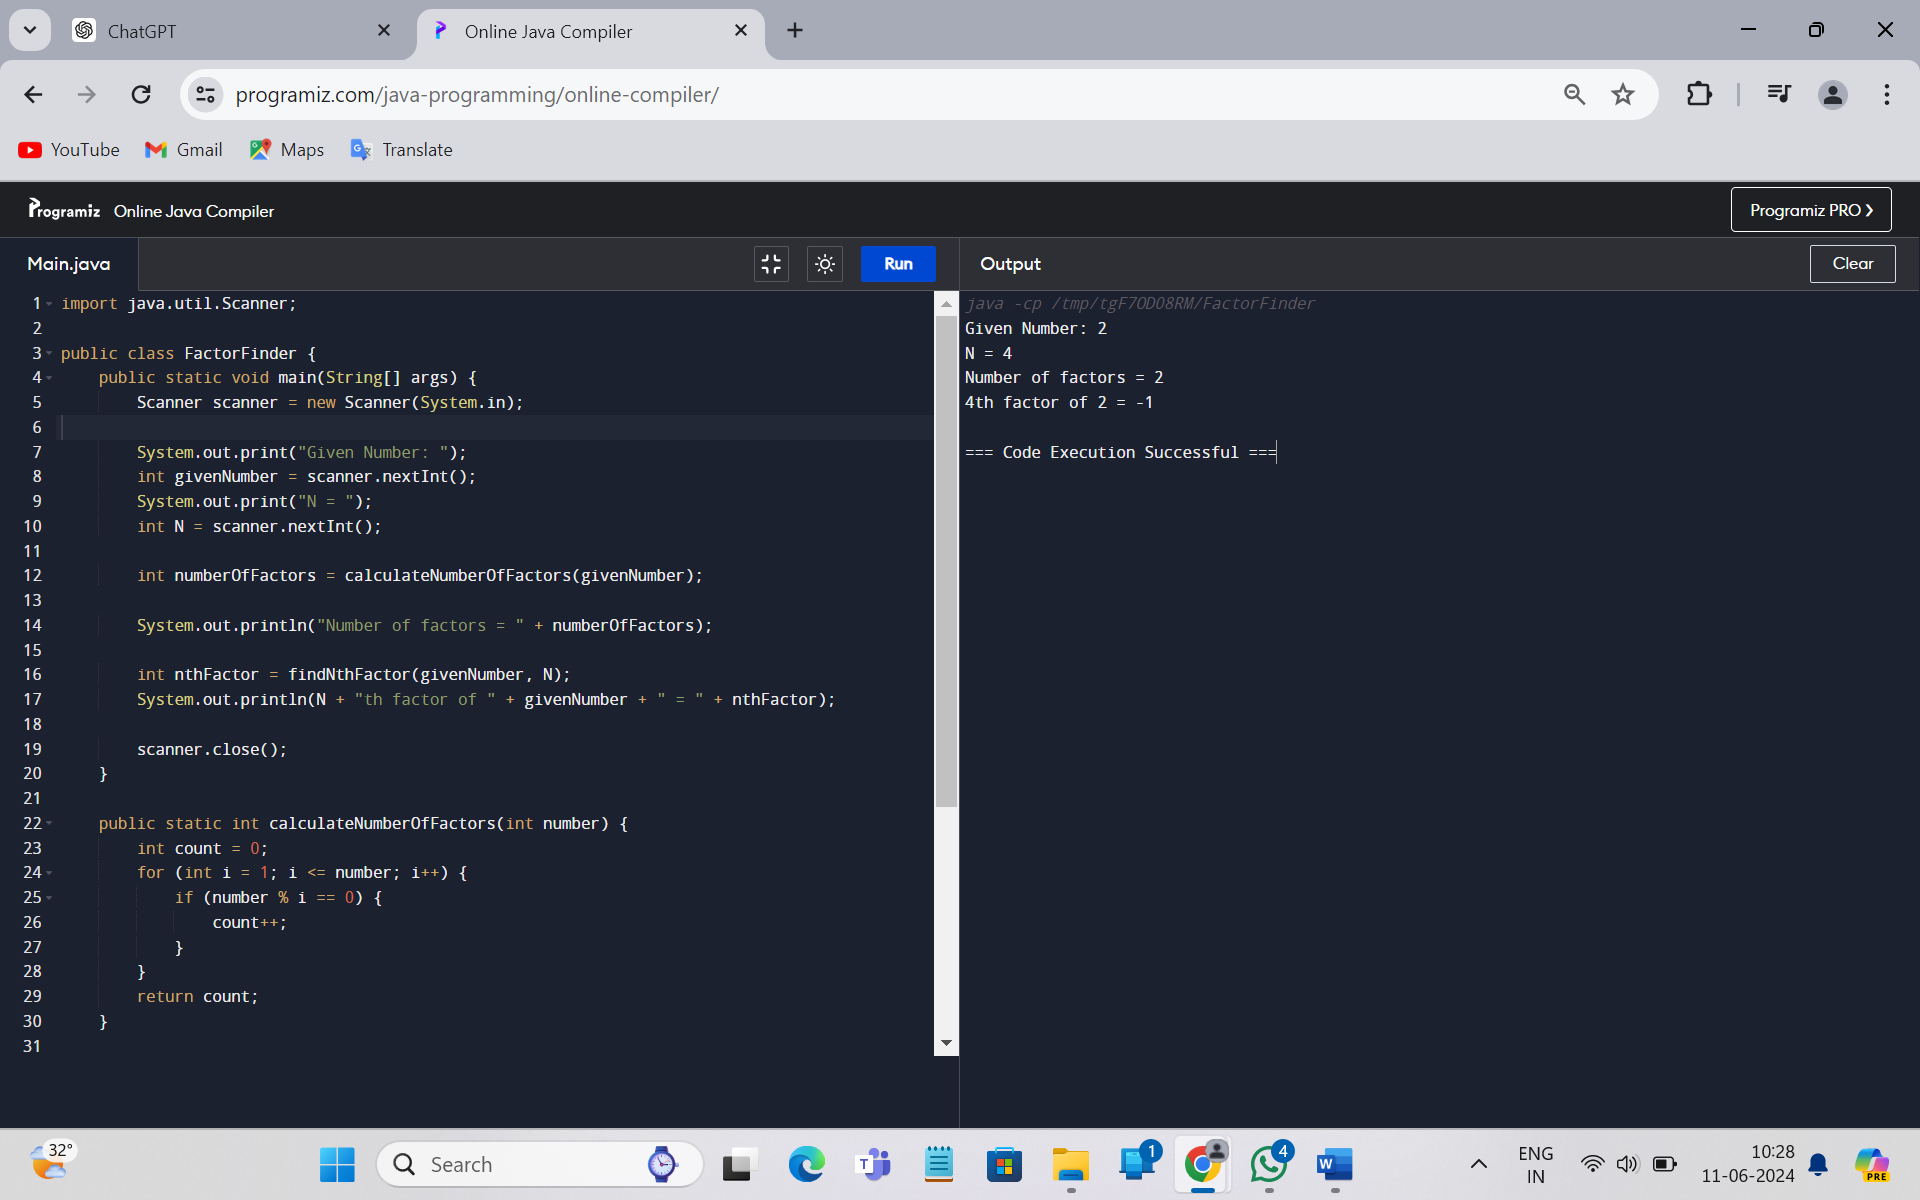 ChatGPT
Online Java Compiler
programiz.com/java-programming/online-compiler/
YouTube Gmail Maps Translate
Programiz Online Java Compiler
Programiz PRO ❯
Main.java
Run
Output
Clear
1 import java.util.Scanner;
2
3 public class FactorFinder {
4 public static void main(String[] args) {
5 Scanner scanner = new Scanner(System.in);
6
7 System.out.print("Given Number: ");
8 int givenNumber = scanner.nextInt();
9 System.out.print("N = ");
10 int N = scanner.nextInt();
11
12 int numberOfFactors = calculateNumberOfFactors(givenNumber);
13
14 System.out.println("Number of factors = " + numberOfFactors);
15
16 int nthFactor = findNthFactor(givenNumber, N);
17 System.out.println(N + "th factor of " + givenNumber + " = " + nthFactor);
18
19 scanner.close();
20 }
21
22 public static int calculateNumberOfFactors(int number) {
23 int count = 0;
24 for (int i = 1; i <= number; i++) {
25 if (number % i == 0) {
26 count++;
27 }
28 }
29 return count;
30 }
31
java -cp /tmp/tgF7OD08RM/FactorFinder
Given Number: 2
N = 4
Number of factors = 2
4th factor of 2 = -1
=== Code Execution Successful ===
32°
Search
T
1
4
W
ENG
IN
10:28
11-06-2024
PRE